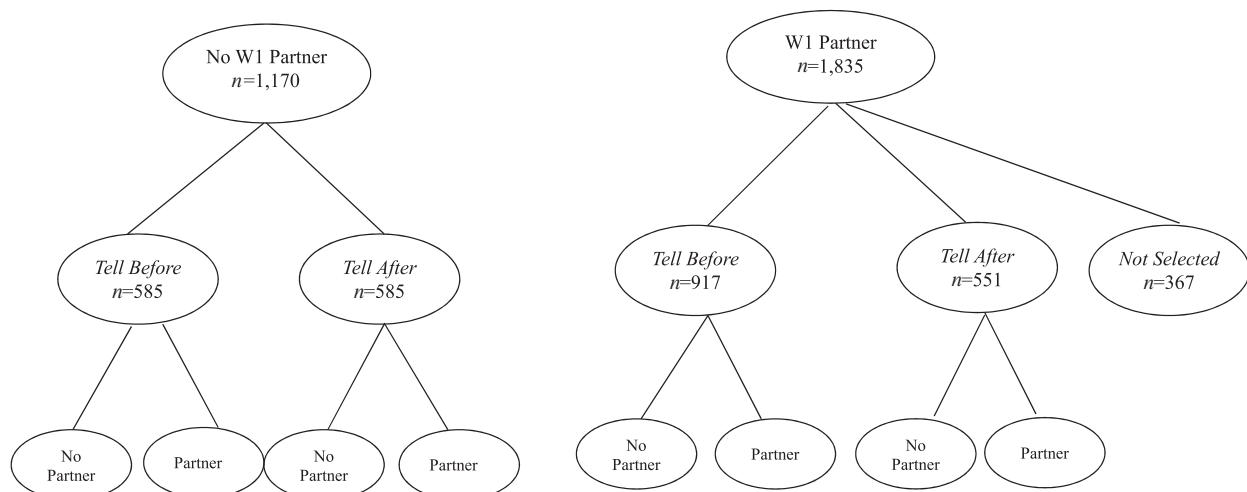 No W1 Partner
n=1,170
W1 Partner
n=1,835
Tell Before
n=585
Tell After
n=585
Tell Before
n=917
Tell After
n=551
Not Selected
n=367
No
Partner
Partner
No
Partner
Partner
No
Partner
Partner
No
Partner
Partner